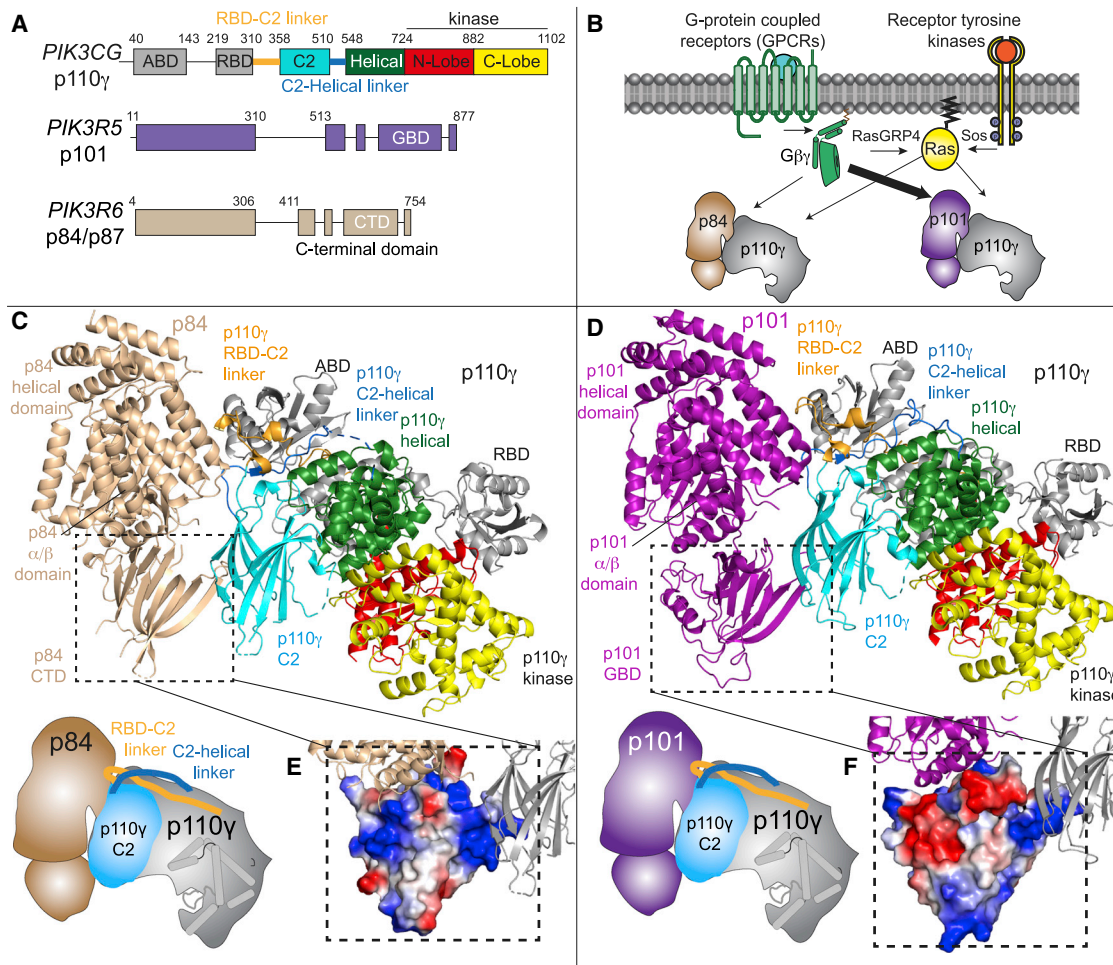 A
RBD-C2 linker
kinase
40 143 219 310 358 510 548 724 882 1102
PIK3CG
p110γ
ABD RBD C2 Helical N-Lobe C-Lobe
C2-Helical linker
11 310 513 877
PIK3R5
p101
GBD
4 306 411 754
PIK3R6
p84/p87
CTD
C-terminal domain
B
G-protein coupled
receptors (GPCRs)
Receptor tyrosine
kinases
RasGRP4
Sos
Ras
Gβγ
p84
p110γ
p101
p110γ
C
p84
p84
helical
domain
p110γ
RBD-C2
linker
ABD
p110γ
C2-helical
linker
p110γ
p110γ
helical
RBD
p84
α/β
domain
p84
CTD
p110γ
C2
p110γ
kinase
p84
RBD-C2
linker
C2-helical
linker
p110γ
C2
p110γ
E
D
p101
p101
helical
domain
p110γ
RBD-C2
linker
ABD
p110γ
C2-helical
linker
p110γ
p110γ
helical
RBD
p101
α/β
domain
p101
GBD
p110γ
C2
p110γ
kinase
p101
p110γ
C2
p110γ
F